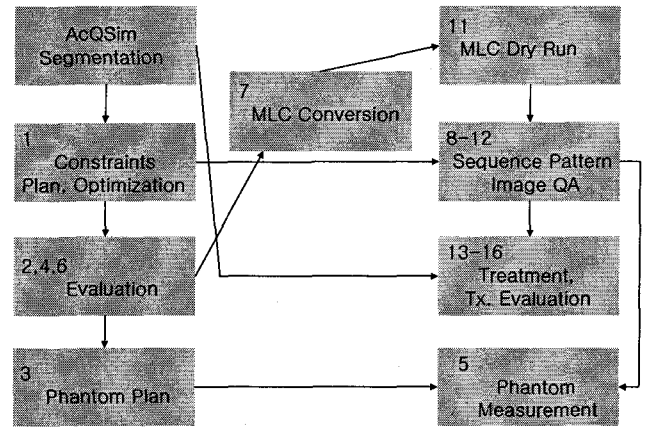 AcQSim
Segmentation
1
Constraints
Plan, Optimization
2,4,6
Evaluation
3
Phantom Plan
7
MLC Conversion
11
MLC Dry Run
8-12
Sequence Pattern
Image QA
13-16
Treatment,
Tx. Evaluation
5
Phantom
Measurement